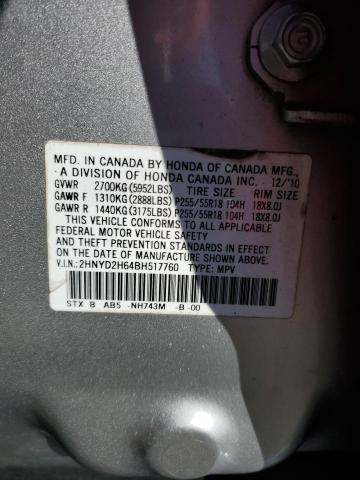 MFD. IN CANADA BY HONDA OF CANADA MFG.,
A DIVISION OF HONDA CANADA INC. 12/'10
GVWR 2700KG (5952LBS) TIRE SIZE RIM SIZE
GAWR F 1310KG (2888LBS) P255/55R18 104H 18X8.0J
GAWR R 1440KG (3175LBS) P255/55R18 104H 18X8.0J
THIS VEHICLE CONFORMS TO ALL APPLICABLE
FEDERAL MOTOR VEHICLE SAFETY AND
THEFT PREVENTION STANDARDS IN EFFECT
ON THE DATE OF MANUFACTURE SHOWN ABOVE.
V.I.N.: 2HNYD2H64BH517760 TYPE: MPV
STX B AB5 -NH743M -B -00